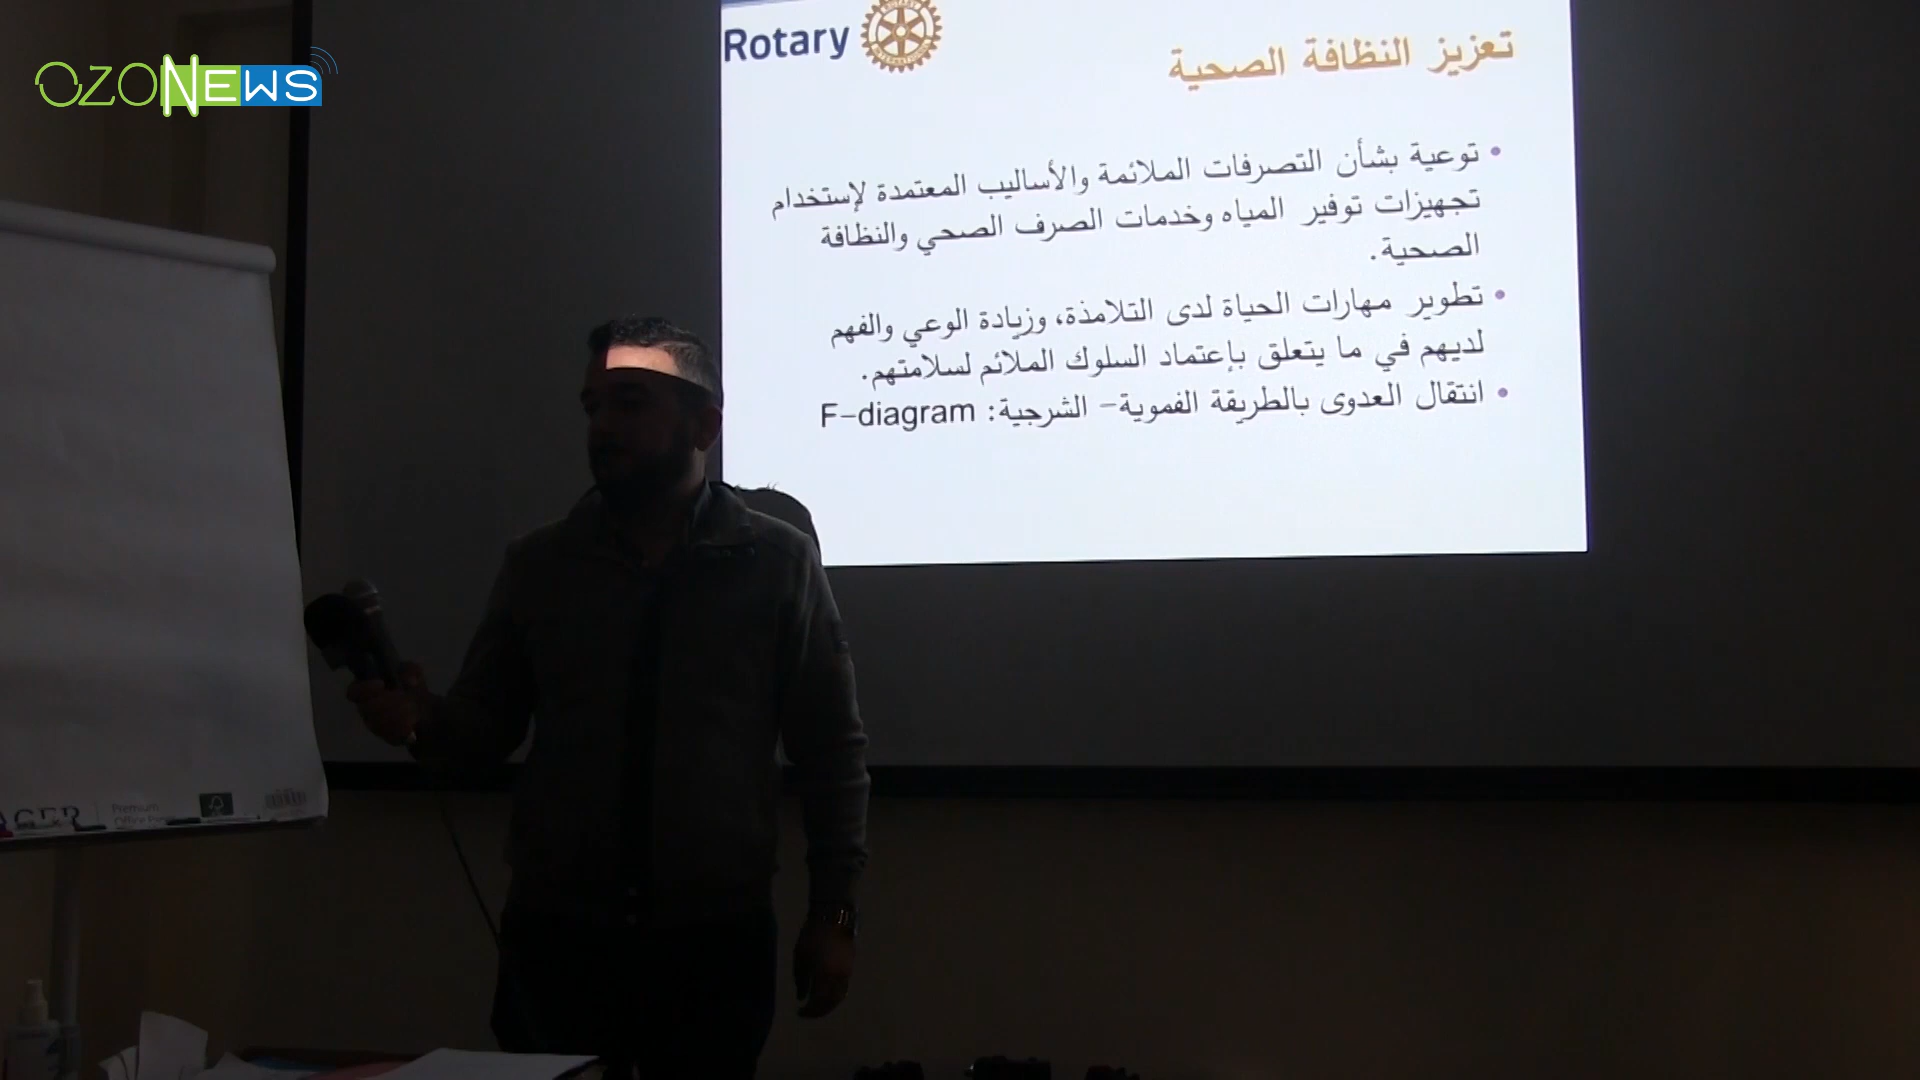 OZONEWS
Rotary
تعزيز النظافة الصحية
• توعية بشأن التصرفات الملائمة والأساليب المعتمدة لإستخدام
تجهيزات توفير المياه وخدمات الصرف الصحي والنظافة
الصحية.
• تطوير مهارات الحياة لدى التلامذة، وزيادة الوعي والفهم
لديهم في ما يتعلق بإعتماد السلوك الملائم لسلامتهم.
• انتقال العدوى بالطريقة الفموية- الشرجية: F-diagram
Premium